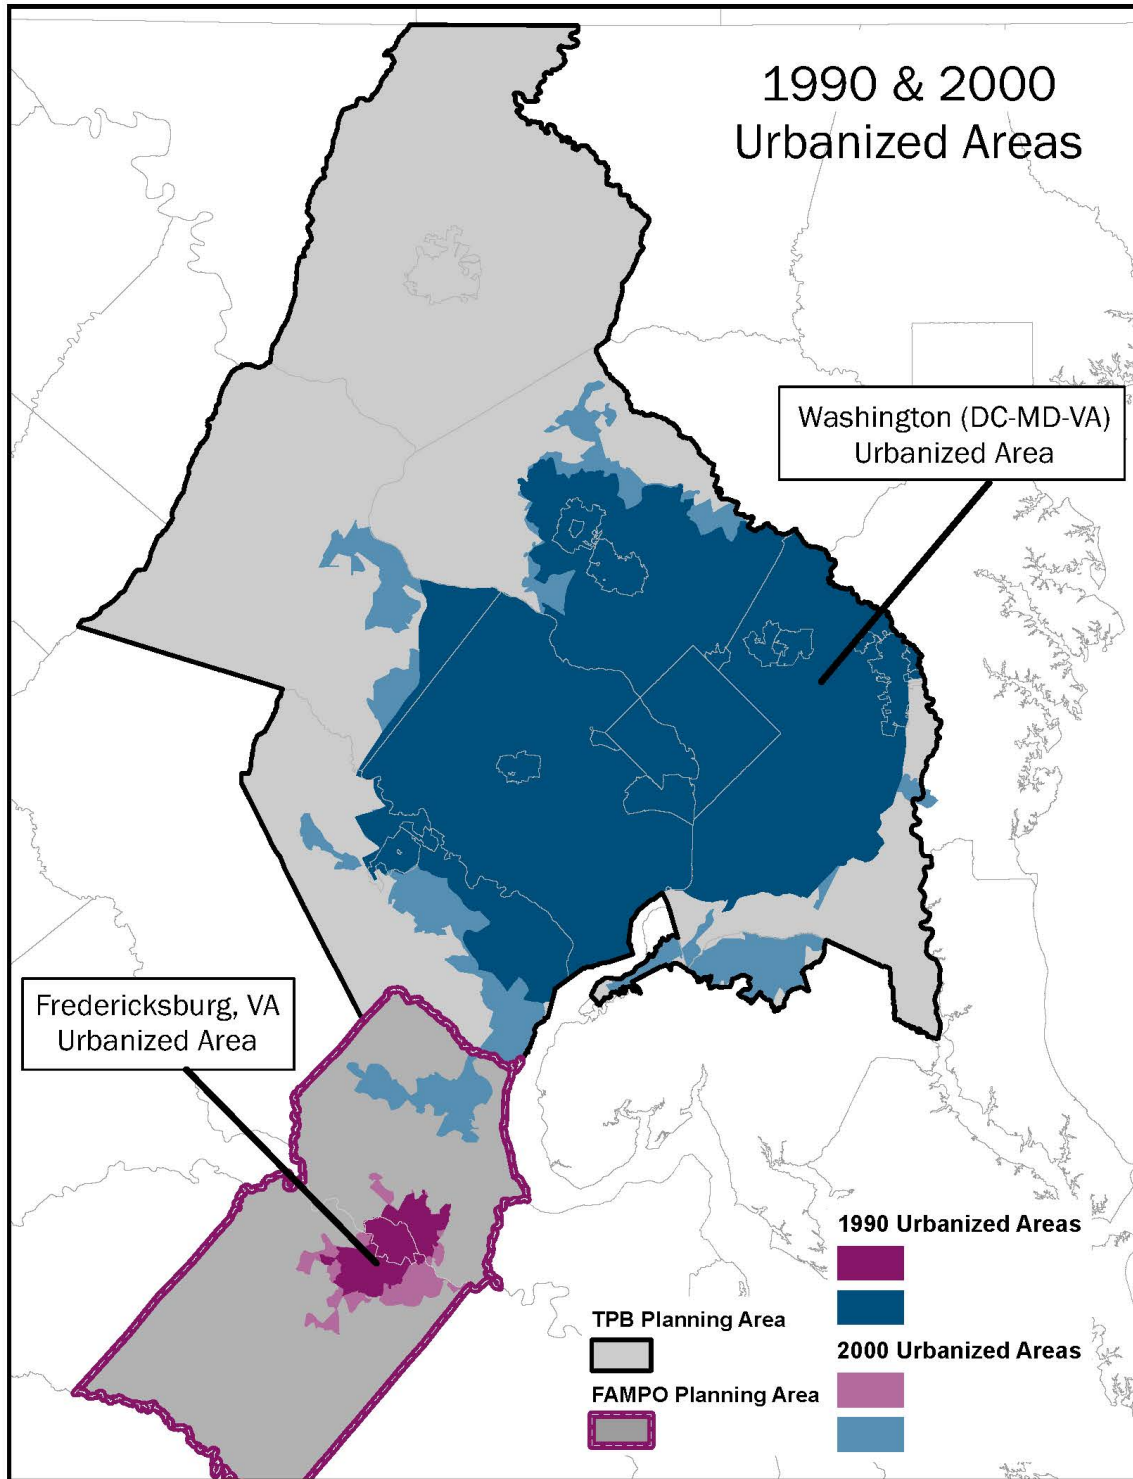 1990 & 2000
Urbanized Areas
Washington (DC-MD-VA)
Urbanized Area
Fredericksburg, VA
Urbanized Area
TPB Planning Area
FAMPO Planning Area
1990 Urbanized Areas
2000 Urbanized Areas